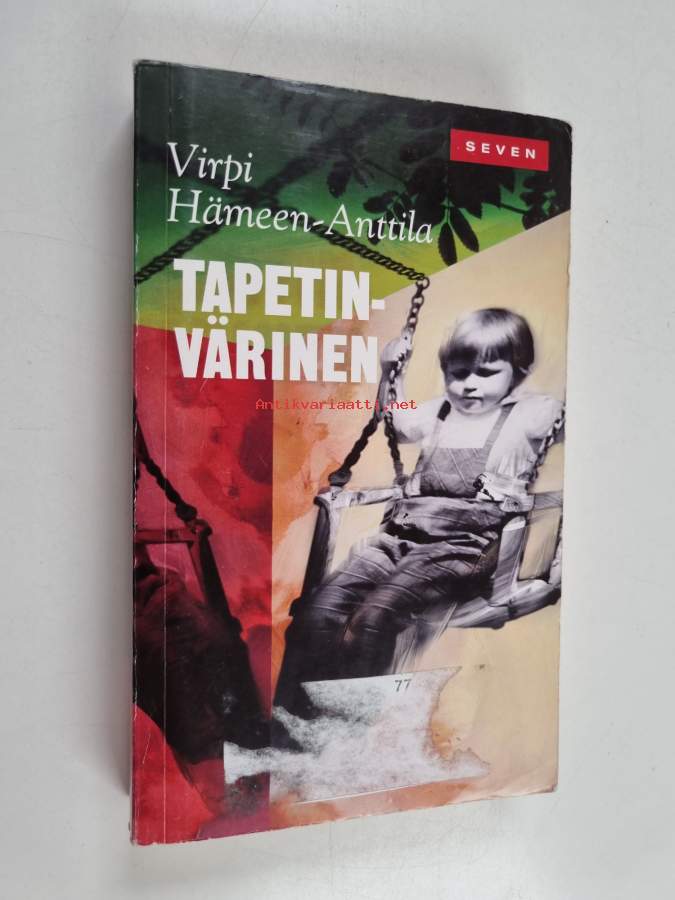 SEVEN
Virpi
Hämeen-Anttila
TAPETIN-
VÄRINEN
Antikvariaatti.net
77